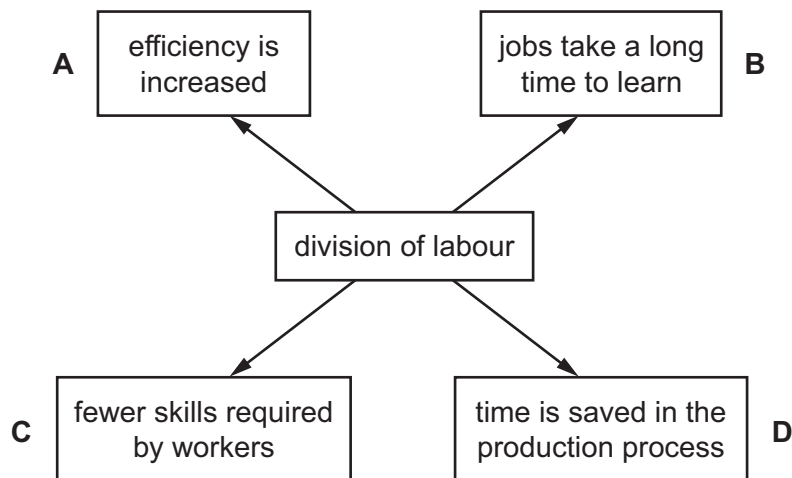 A
efficiency is
increased
jobs take a long
time to learn
B
division of labour
C
fewer skills required
by workers
time is saved in the
production process
D